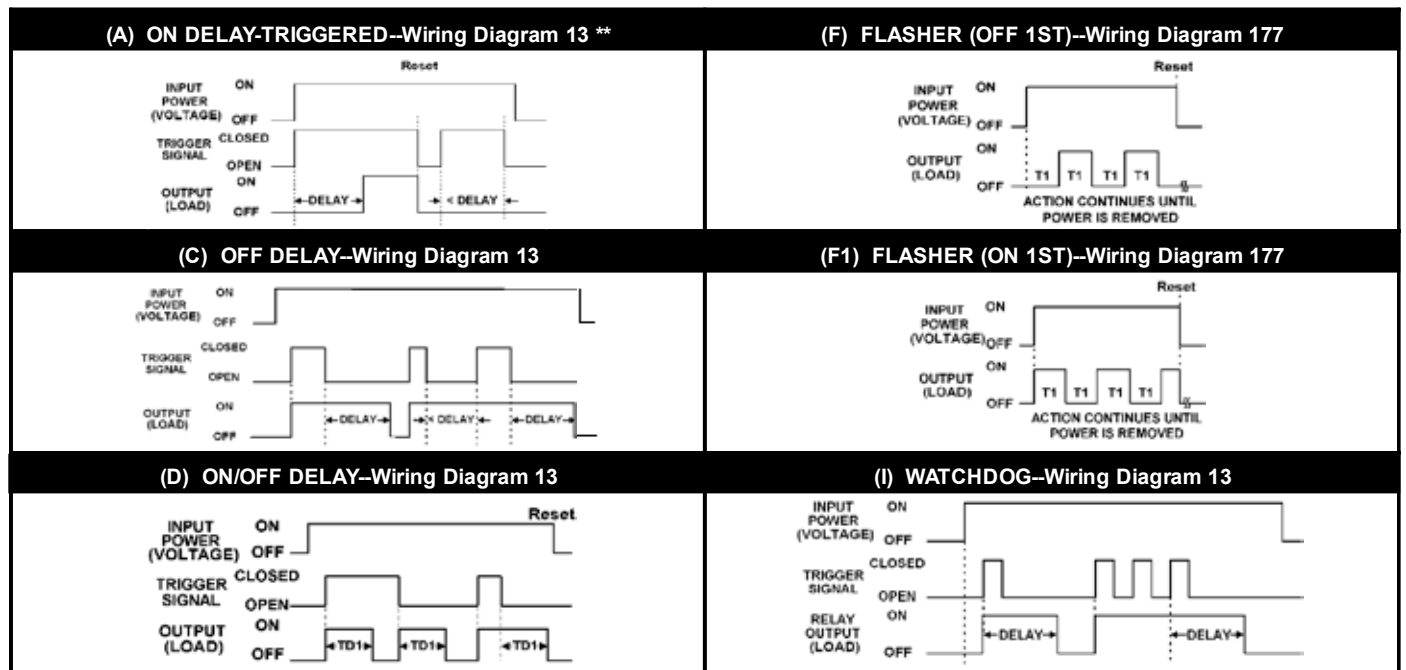 (A) ON DELAY-TRIGGERED--Wiring Diagram 13 **
Reset
INPUT
POWER
(VOLTAGE)
ON
OFF
TRIGGER
SIGNAL
CLOSED
OPEN
OUTPUT
(LOAD)
ON
OFF
DELAY
< DELAY
(F) FLASHER (OFF 1ST)--Wiring Diagram 177
Reset
INPUT
POWER
(VOLTAGE)
ON
OFF
OUTPUT
(LOAD)
ON
OFF
T1 T1 T1 T1
ACTION CONTINUES UNTIL
POWER IS REMOVED
(C) OFF DELAY--Wiring Diagram 13
INPUT
POWER
(VOLTAGE)
ON
OFF
TRIGGER
SIGNAL
CLOSED
OPEN
OUTPUT
(LOAD)
ON
OFF
DELAY
< DELAY
DELAY
(F1) FLASHER (ON 1ST)--Wiring Diagram 177
Reset
INPUT
POWER
(VOLTAGE)
ON
OFF
OUTPUT
(LOAD)
ON
OFF
T1 T1 T1 T1
ACTION CONTINUES UNTIL
POWER IS REMOVED
(D) ON/OFF DELAY--Wiring Diagram 13
Reset
INPUT
POWER
(VOLTAGE)
ON
OFF
TRIGGER
SIGNAL
CLOSED
OPEN
OUTPUT
(LOAD)
ON
OFF
TD1
TD1
TD1
(I) WATCHDOG--Wiring Diagram 13
INPUT
POWER
(VOLTAGE)
ON
OFF
TRIGGER
SIGNAL
CLOSED
OPEN
RELAY
OUTPUT
(LOAD)
ON
OFF
DELAY
DELAY